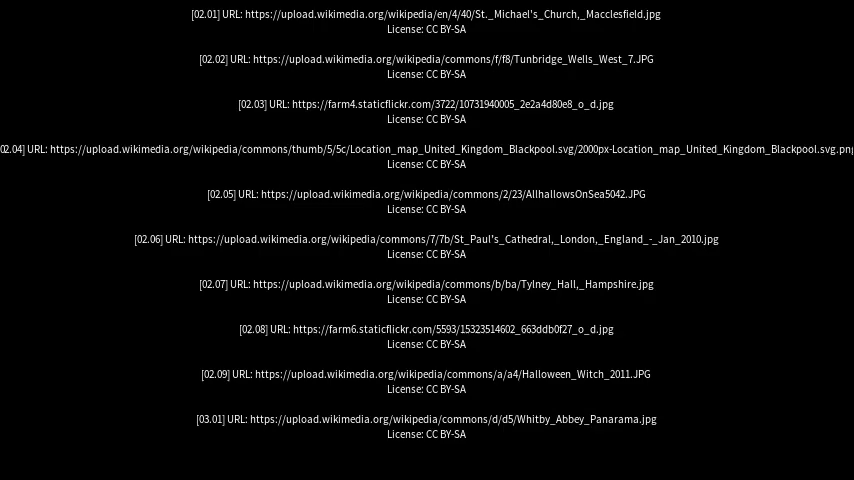 [02.01] URL: https://upload.wikimedia.org/wikipedia/en/4/40/St._Michael's_Church,_Macclesfield.jpg
License: CC BY-SA
[02.02] URL: https://upload.wikimedia.org/wikipedia/commons/f/f8/Tunbridge_Wells_West_7.JPG
License: CC BY-SA
[02.03] URL: https://farm4.staticflickr.com/3722/10731940005_2e2a4d80e8_o_d.jpg
License: CC BY-SA
02.04] URL: https://upload.wikimedia.org/wikipedia/commons/thumb/5/5c/Location_map_United_Kingdom_Blackpool.svg/2000px-Location_map_United_Kingdom_Blackpool.svg.png
License: CC BY-SA
[02.05] URL: https://upload.wikimedia.org/wikipedia/commons/2/23/AllhallowsOnSea5042.JPG
License: CC BY-SA
[02.06] URL: https://upload.wikimedia.org/wikipedia/commons/7/7b/St_Paul's_Cathedral,_London,_England_-_Jan_2010.jpg
License: CC BY-SA
[02.07] URL: https://upload.wikimedia.org/wikipedia/commons/b/ba/Tylney_Hall,_Hampshire.jpg
License: CC BY-SA
[02.08] URL: https://farm6.staticflickr.com/5593/15323514602_663ddb0f27_o_d.jpg
License: CC BY-SA
[02.09] URL: https://upload.wikimedia.org/wikipedia/commons/a/a4/Halloween_Witch_2011.JPG
License: CC BY-SA
[03.01] URL: https://upload.wikimedia.org/wikipedia/commons/d/d5/Whitby_Abbey_Panarama.jpg
License: CC BY-SA